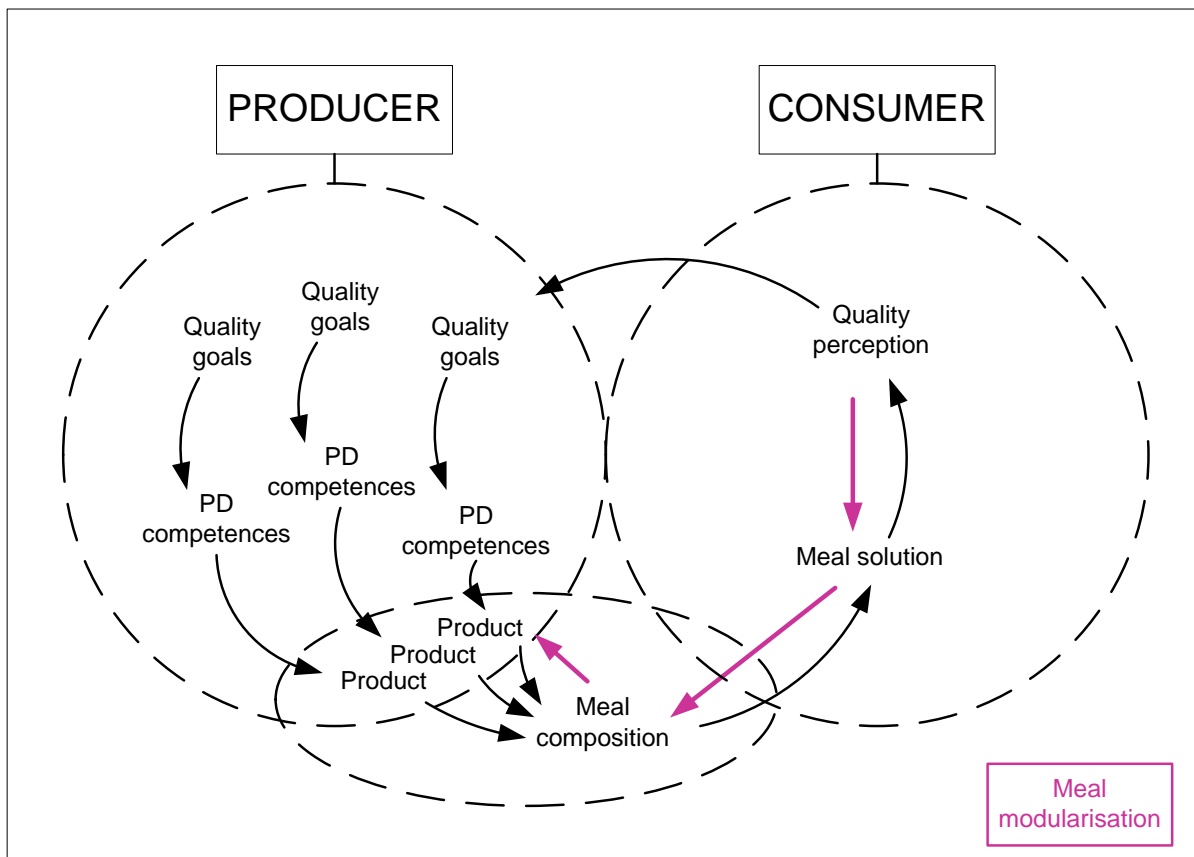 PRODUCER
CONSUMER
Quality
goals
Quality
goals
Quality
goals
Quality
perception
PD
competences
PD
competences
PD
competences
Meal solution
Product
Product
Product
Meal
composition
Meal
modularisation